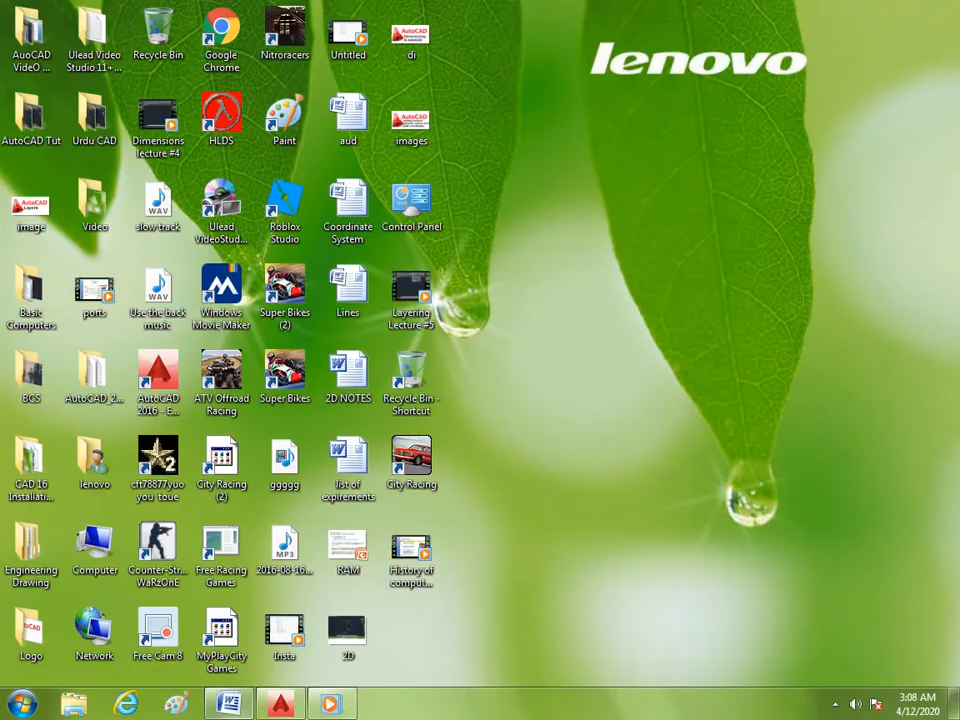 lenovo
AuoCAD
VideO ...
Ulead Video
Studio 11+...
Recycle Bin
Google
Chrome
Nitroracers
Untitled
di
AutoCAD Tut
Urdu CAD
Dimensions
lecture #4
HLDS
Paint
aud
images
image
Video
slow track
Ulead
VideoStud...
Roblox
Studio
Coordinate
System
Control Panel
Basic
Computers
ports
Use the back
music
Windows
Movie Maker
Super Bikes
(2)
Lines
Layering
Lecture #5
BCS
AutoCAD_2...
AutoCAD
2016 - E...
ATV Offroad
Racing
Super Bikes
2D NOTES
Recycle Bin -
Shortcut
CAD 16
Installati...
lenovo
cft78877yuo
you_toue
City Racing
(2)
ggggg
list of
expirements
City Racing
Engineering
Drawing
Computer
Counter-Str...
WaRzOnE
Free Racing
Games
2016-08-16...
RAM
History of
comput...
Logo
Network
Free Cam 8
MyPlayCity
Games
Insta
2D
3:08 AM
4/12/2020